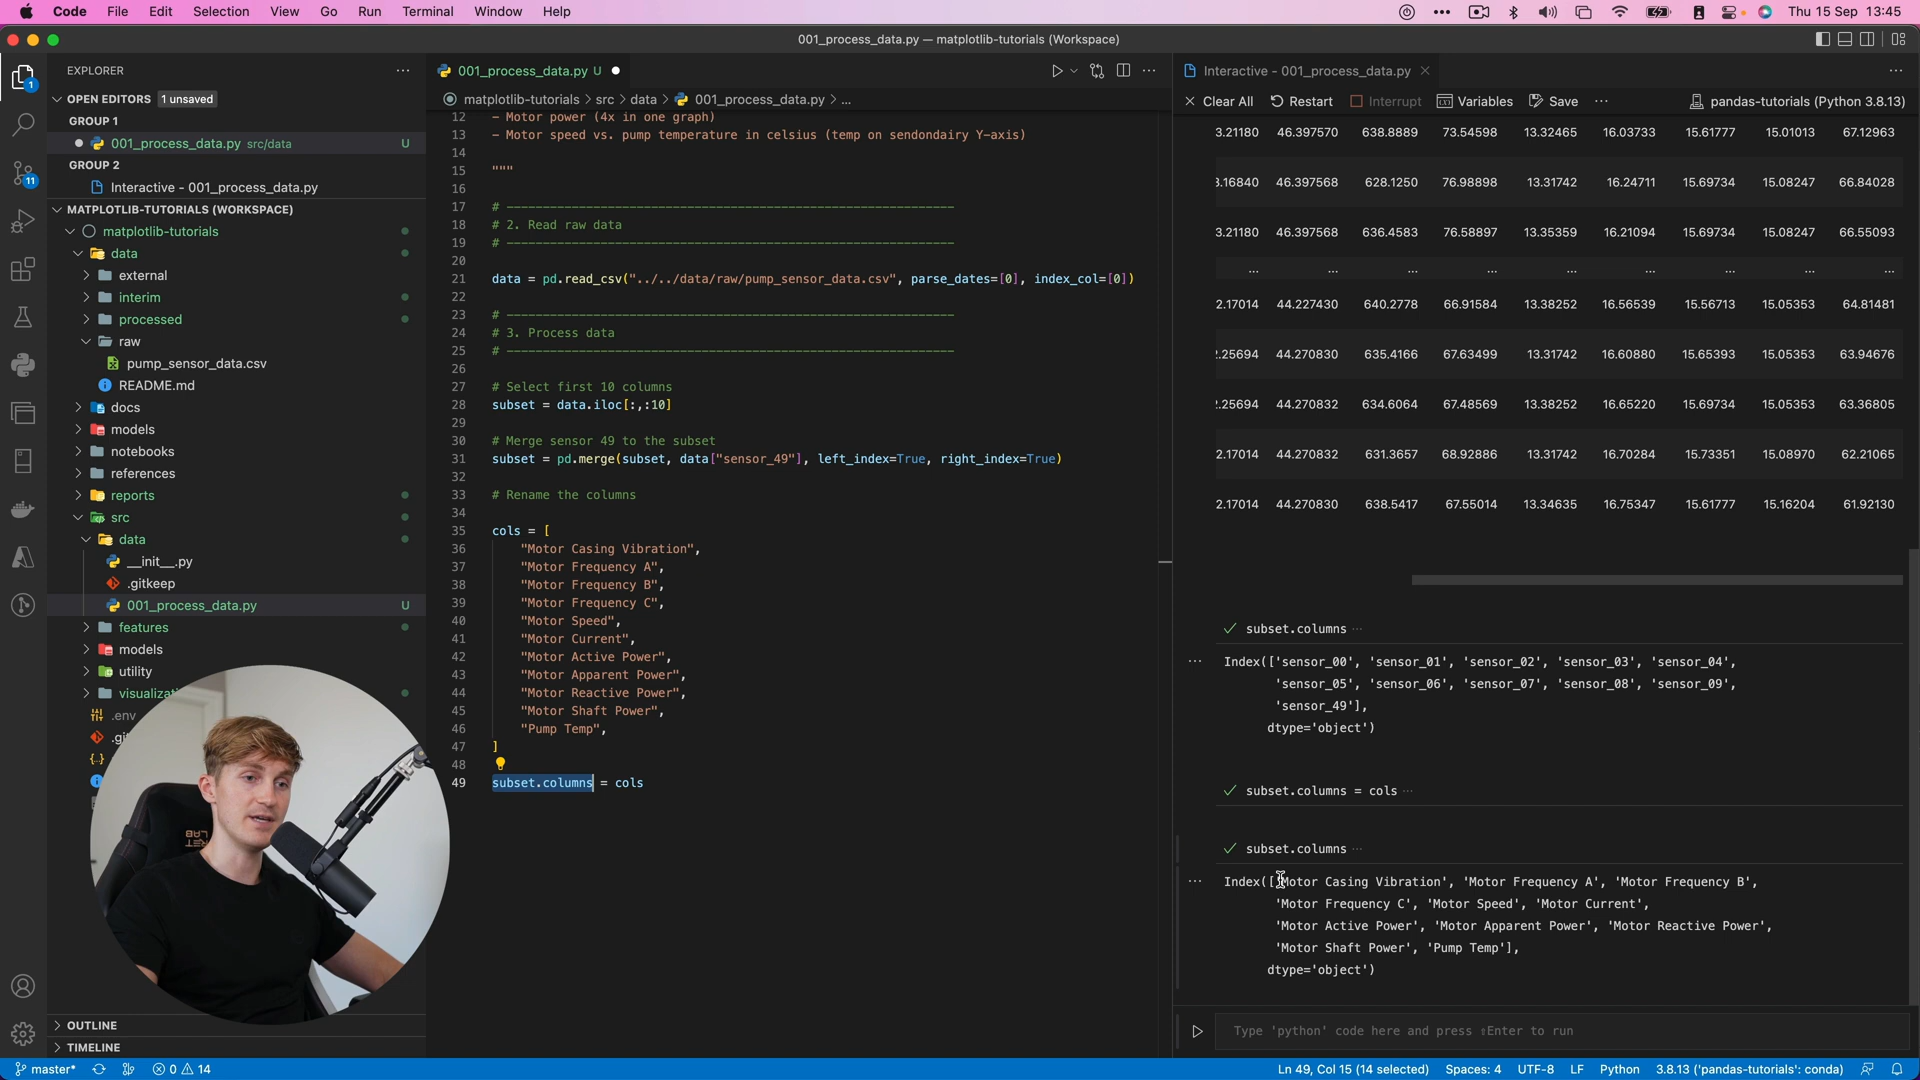 Code File Edit Selection View Go Run Terminal Window Help
Thu 15 Sep 13:45
001_process_data.py — matplotlib-tutorials (Workspace)
EXPLORER
OPEN EDITORS 1 unsaved
GROUP 1
001_process_data.py src/data U
GROUP 2
Interactive - 001_process_data.py
MATPLOTLIB-TUTORIALS (WORKSPACE)
matplotlib-tutorials
data
external
interim
processed
raw
pump_sensor_data.csv
README.md
docs
models
notebooks
references
reports
src
data
__init__.py
.gitkeep
001_process_data.py U
features
models
utility
visualizati
.env
.gi
OUTLINE
TIMELINE
1
11
001_process_data.py U
matplotlib-tutorials > src > data > 001_process_data.py > ...
12 - Motor power (4x in one graph)
13 - Motor speed vs. pump temperature in celsius (temp on sendondairy Y-axis)
14
15 """
16
17 # --------------------------------------------------------------
18 # 2. Read raw data
19 # --------------------------------------------------------------
20
21 data = pd.read_csv("../../data/raw/pump_sensor_data.csv", parse_dates=[0], index_col=[0])
22
23 # --------------------------------------------------------------
24 # 3. Process data
25 # --------------------------------------------------------------
26
27 # Select first 10 columns
28 subset = data.iloc[:,:10]
29
30 # Merge sensor 49 to the subset
31 subset = pd.merge(subset, data["sensor_49"], left_index=True, right_index=True)
32
33 # Rename the columns
34
35 cols = [
36 "Motor Casing Vibration",
37 "Motor Frequency A",
38 "Motor Frequency B",
39 "Motor Frequency C",
40 "Motor Speed",
41 "Motor Current",
42 "Motor Active Power",
43 "Motor Apparent Power",
44 "Motor Reactive Power",
45 "Motor Shaft Power",
46 "Pump Temp",
47 ]
48
49 subset.columns = cols
Interactive - 001_process_data.py
Clear All Restart Interrupt Variables Save ... pandas-tutorials (Python 3.8.13)
3.21180 46.397570 638.8889 73.54598 13.32465 16.03733 15.61777 15.01013 67.12963
3.16840 46.397568 628.1250 76.98898 13.31742 16.24711 15.69734 15.08247 66.84028
3.21180 46.397568 636.4583 76.58897 13.35359 16.21094 15.69734 15.08247 66.55093
... ... ... ... ... ... ... ... ...
2.17014 44.227430 640.2778 66.91584 13.38252 16.56539 15.56713 15.05353 64.81481
2.25694 44.270830 635.4166 67.63499 13.31742 16.60880 15.65393 15.05353 63.94676
2.25694 44.270832 634.6064 67.48569 13.38252 16.65220 15.69734 15.05353 63.36805
2.17014 44.270832 631.3657 68.92886 13.31742 16.70284 15.73351 15.08970 62.21065
2.17014 44.270830 638.5417 67.55014 13.34635 16.75347 15.61777 15.16204 61.92130
subset.columns ...
Index(['sensor_00', 'sensor_01', 'sensor_02', 'sensor_03', 'sensor_04',
'sensor_05', 'sensor_06', 'sensor_07', 'sensor_08', 'sensor_09',
'sensor_49'],
dtype='object')
subset.columns = cols ...
subset.columns ...
Index(['Motor Casing Vibration', 'Motor Frequency A', 'Motor Frequency B',
'Motor Frequency C', 'Motor Speed', 'Motor Current',
'Motor Active Power', 'Motor Apparent Power', 'Motor Reactive Power',
'Motor Shaft Power', 'Pump Temp'],
dtype='object')
Type 'python' code here and press ⇧Enter to run
master* 0 14
Ln 49, Col 15 (14 selected) Spaces: 4 UTF-8 LF Python 3.8.13 ('pandas-tutorials': conda)